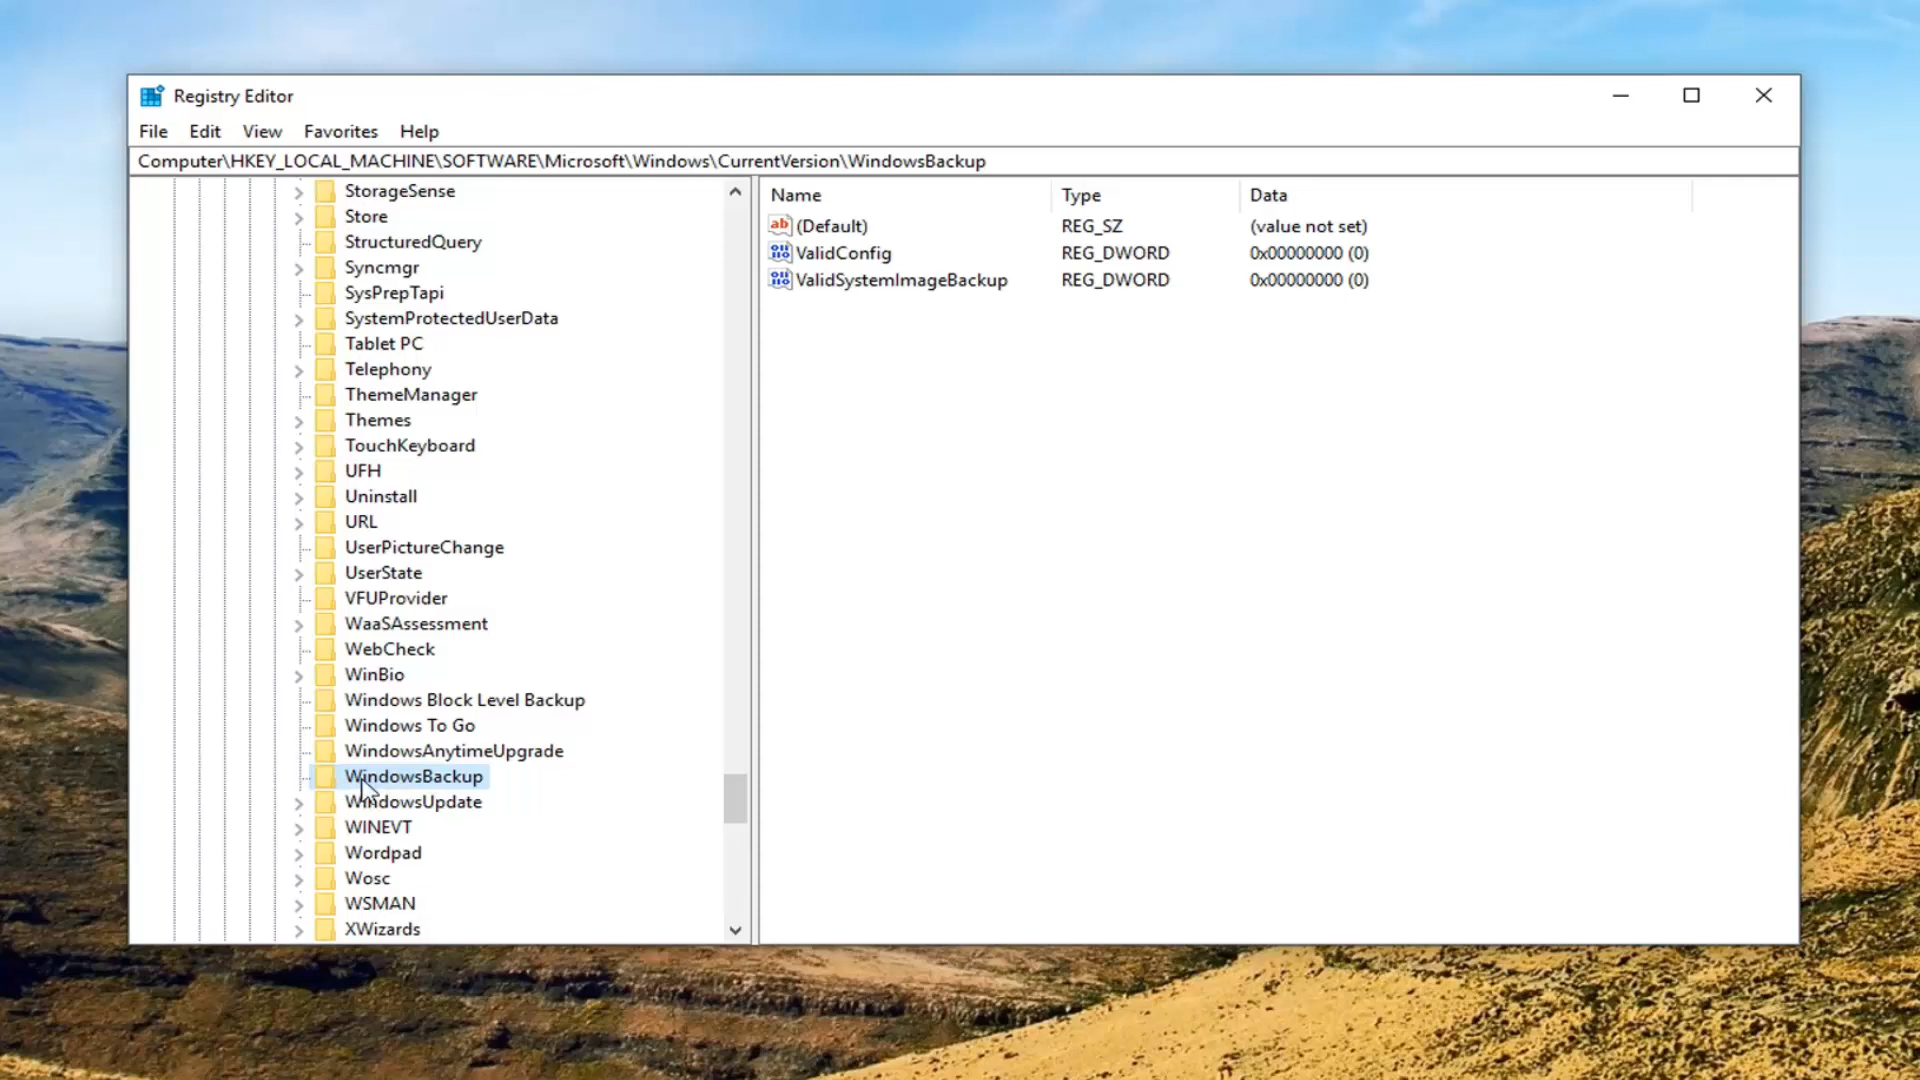 Registry Editor
File Edit View Favorites Help
Computer\HKEY_LOCAL_MACHINE\SOFTWARE\Microsoft\Windows\CurrentVersion\WindowsBackup
StorageSense
Store
StructuredQuery
Syncmgr
SysPrepTapi
SystemProtectedUserData
Tablet PC
Telephony
ThemeManager
Themes
TouchKeyboard
UFH
Uninstall
URL
UserPictureChange
UserState
VFUProvider
WaaSAssessment
WebCheck
WinBio
Windows Block Level Backup
Windows To Go
WindowsAnytimeUpgrade
WindowsBackup
WindowsUpdate
WINEVT
Wordpad
Wosc
WSMAN
XWizards
Name Type Data
(Default) REG_SZ (value not set)
ValidConfig REG_DWORD 0x00000000 (0)
ValidSystemImageBackup REG_DWORD 0x00000000 (0)